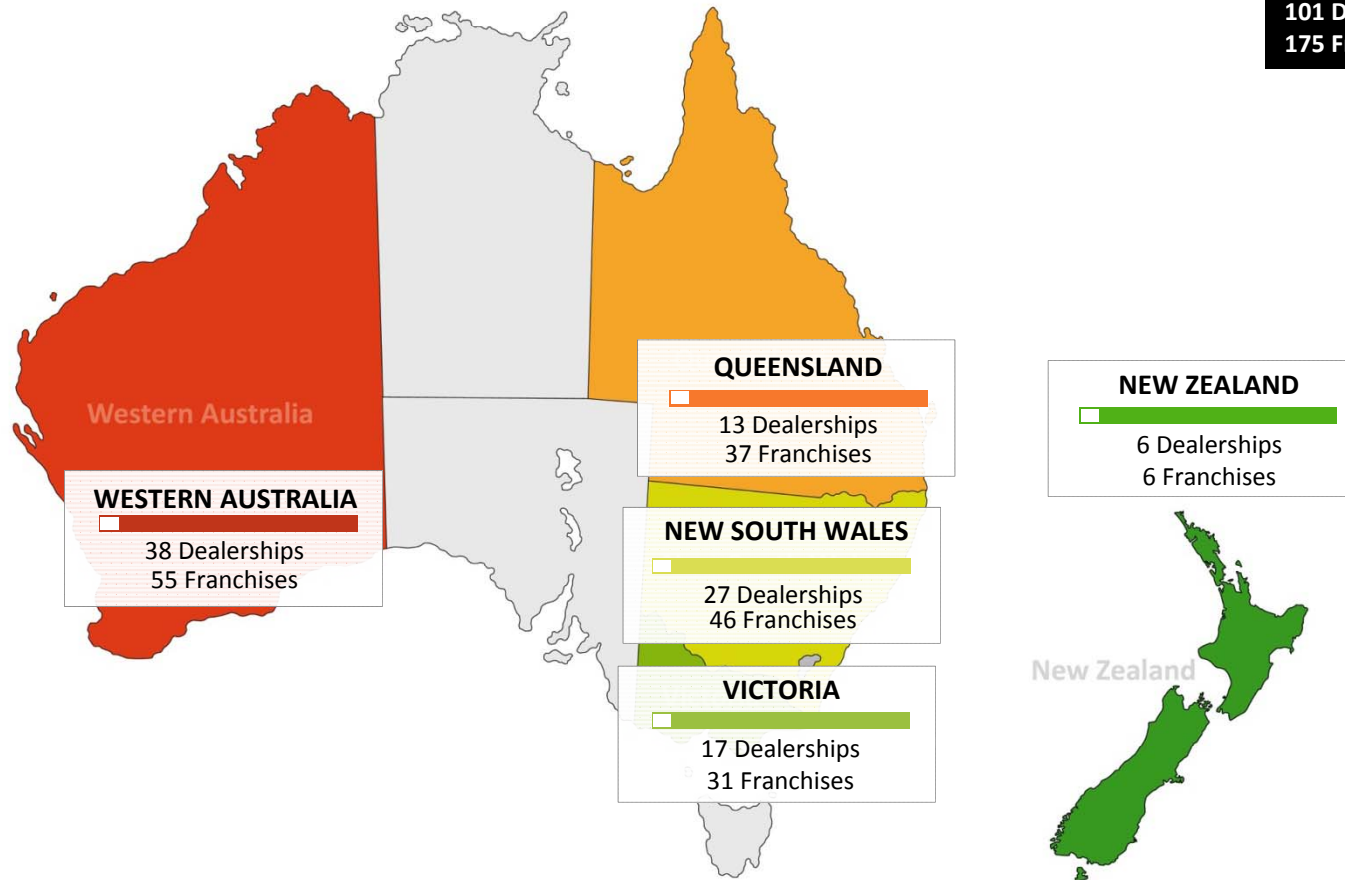 101 D
175 F
Western Australia
WESTERN AUSTRALIA
38 Dealerships
55 Franchises
QUEENSLAND
13 Dealerships
37 Franchises
NEW SOUTH WALES
27 Dealerships
46 Franchises
VICTORIA
17 Dealerships
31 Franchises
NEW ZEALAND
6 Dealerships
6 Franchises
New Zealand